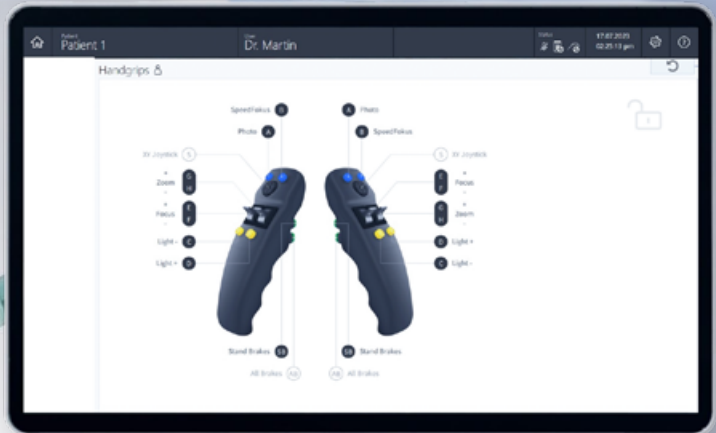 Patient
Patient 1
User
Dr. Martin
Status
17.02.2023
02:25:13 pm
Handgrips
SpeedFokus B
Photo A
XY Joystick S
+
Zoom
-
G
H
+
Focus
-
E
F
Light - C
Light + D
Stand Brakes SB
All Brakes AB
A Photo
B SpeedFokus
S XY Joystick
E
F
+
Focus
-
G
H
+
Zoom
-
D Light +
C Light -
SB Stand Brakes
AB All Brakes